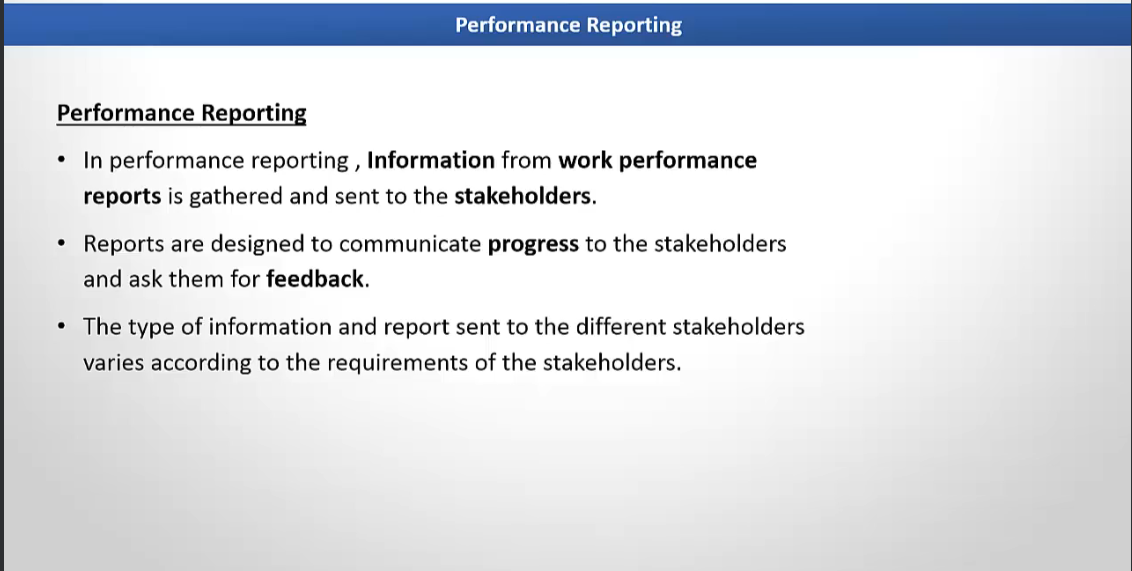 Performance Reporting
Performance Reporting
• In performance reporting , Information from work performance
reports is gathered and sent to the stakeholders.
• Reports are designed to communicate progress to the stakeholders
and ask them for feedback.
• The type of information and report sent to the different stakeholders
varies according to the requirements of the stakeholders.